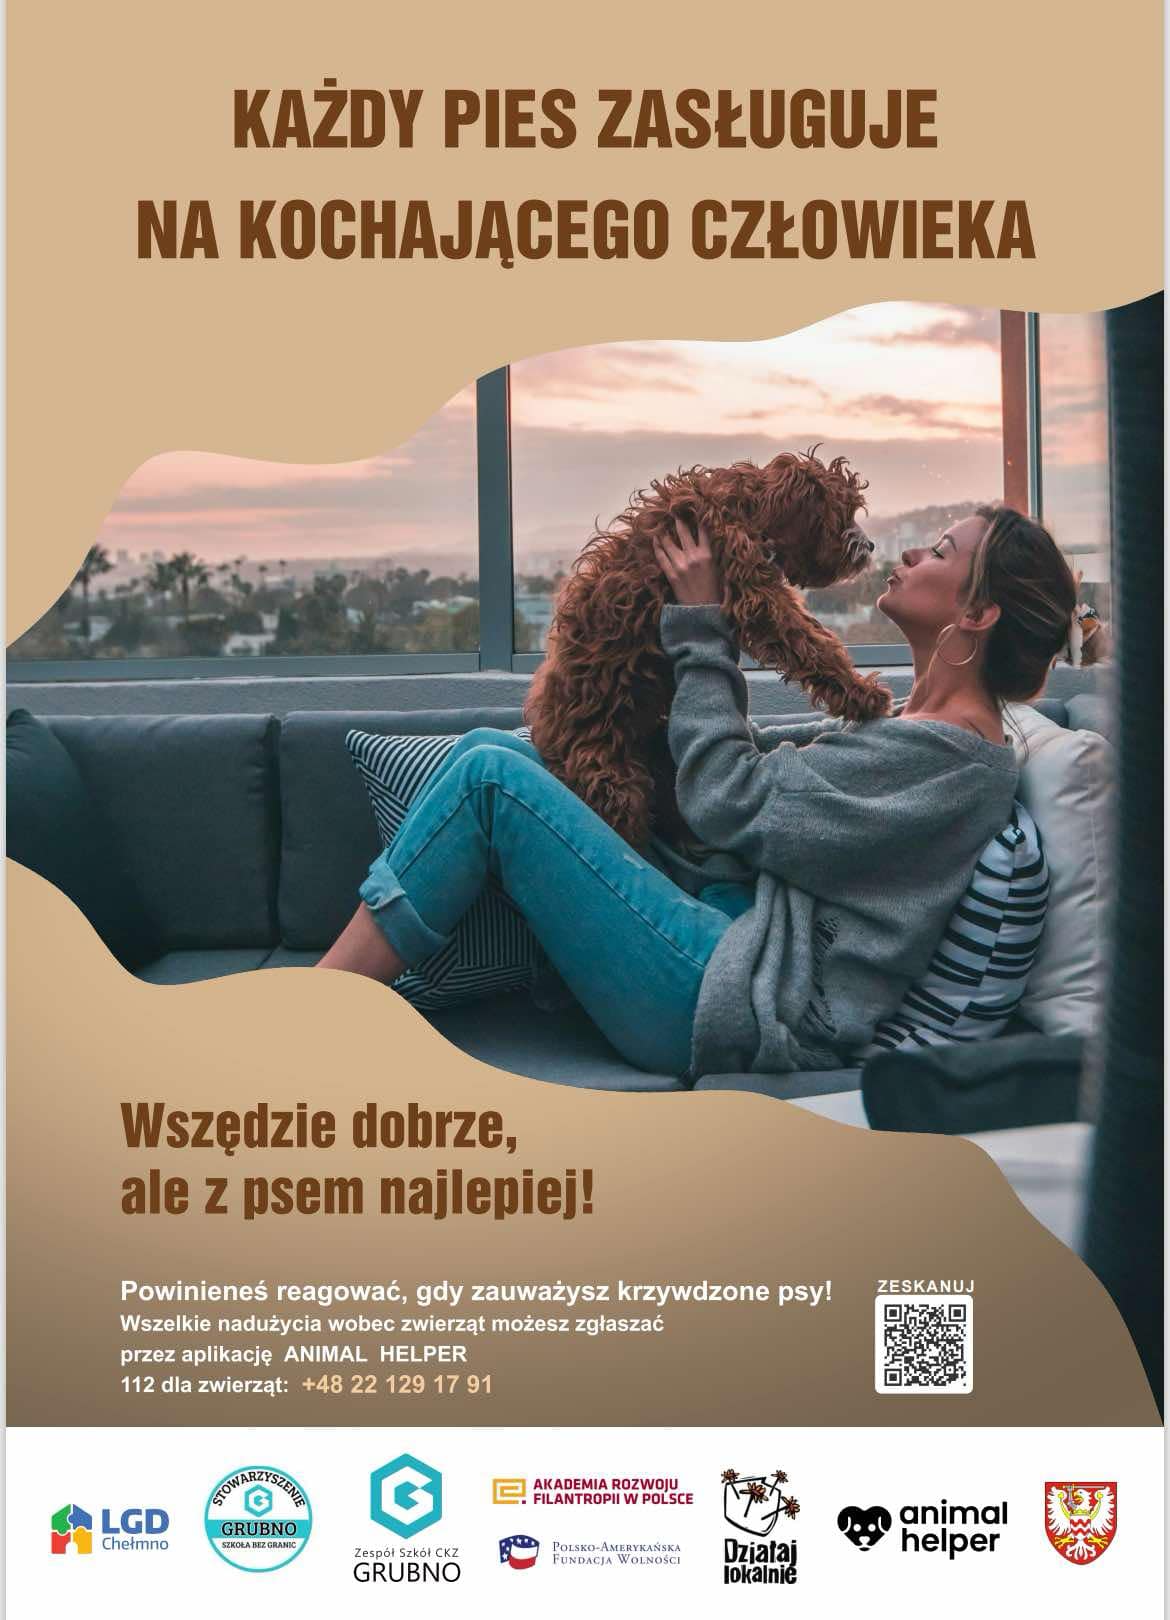 KAŻDY PIES ZASŁUGUJE
NA KOCHAJĄCEGO CZŁOWIEKA
Wszędzie dobrze,
ale z psem najlepiej!
Powinieneś reagować, gdy zauważysz krzywdzone psy!
Wszelkie nadużycia wobec zwierząt możesz zgłaszać
przez aplikację ANIMAL HELPER
112 dla zwierząt: +48 22 129 17 91
ZESKANUJ
LGD
Chełmno
STOWARZYSZENIE
GRUBNO
SZKOŁA BEZ GRANIC
Zespół Szkół CKZ
GRUBNO
AKADEMIA ROZWOJU
FILANTROPII W POLSCE
POLSKO-AMERYKAŃSKA
FUNDACJA WOLNOŚCI
Działaj
lokalnie
animal
helper